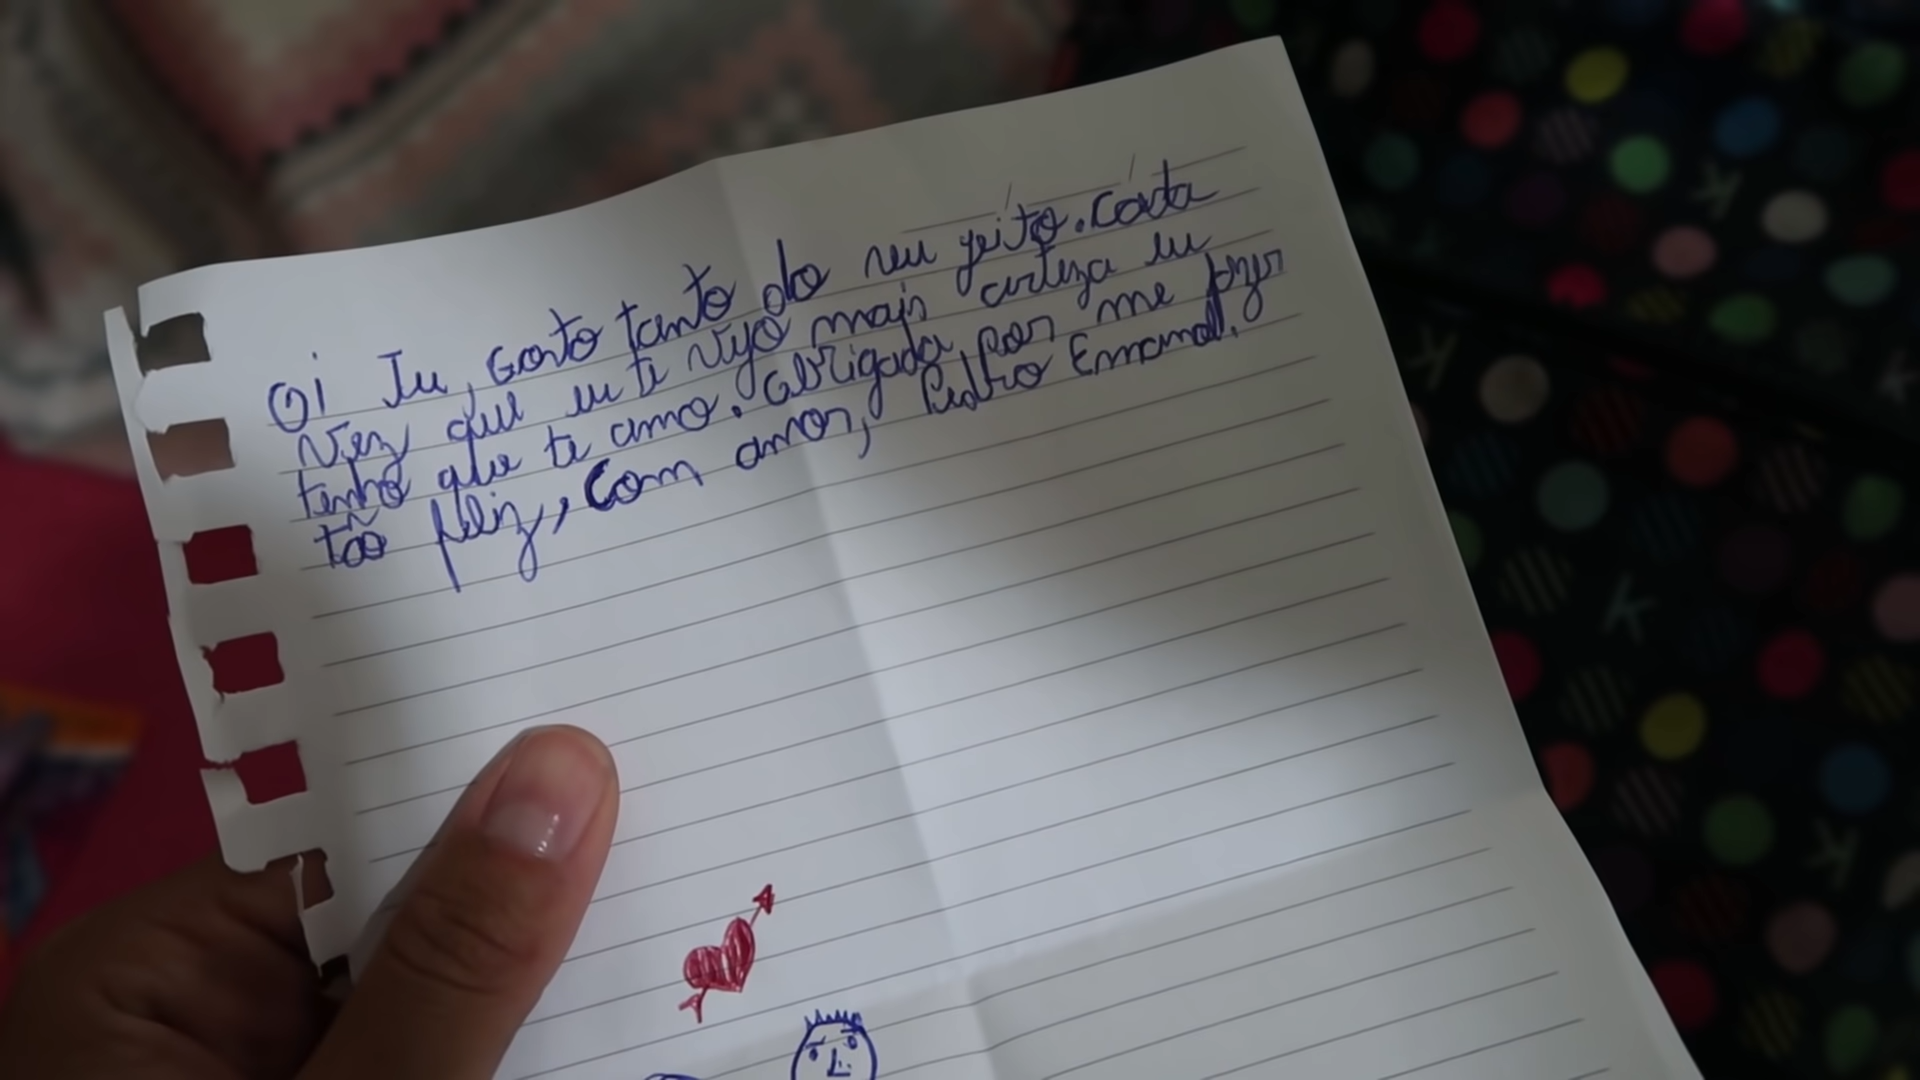 Oi Ju, Gosto tanto do seu jeito. Cada
Vez que eu te vejo mais certeza eu
tenho que te amo. Obrigada, por me fazer
tão feliz, Com amor, Pedro Emanoel.